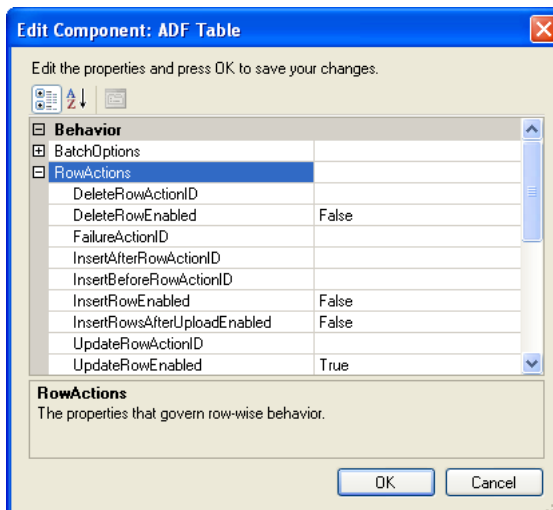 Edit Component: ADF Table
Edit the properties and press OK to save your changes.
Behavior
BatchOptions
RowActions
DeleteRowActionID
DeleteRowEnabled False
FailureActionID
InsertAfterRowActionID
InsertBeforeRowActionID
InsertRowEnabled False
InsertRowsAfterUploadEnabled False
UpdateRowActionID
UpdateRowEnabled True
RowActions
The properties that govern row-wise behavior.
OK Cancel